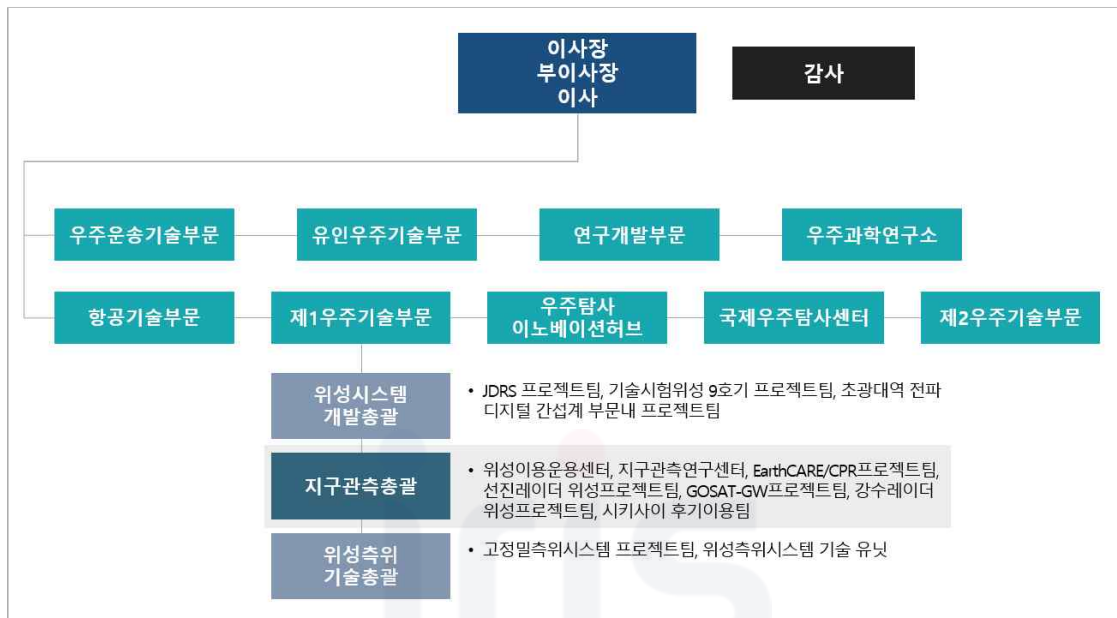 이사장
부이사장
이사
감사
우주운송기술부문
유인우주기술부문
연구개발부문
우주과학연구소
항공기술부문
제1우주기술부문
우주탐사
이노베이션허브
국제우주탐사센터
제2우주기술부문
위성시스템
개발총괄
• JDRS 프로젝트팀, 기술시험위성 9호기 프로젝트팀, 초광대역 전파
디지털 간섭계 부문내 프로젝트팀
지구관측총괄
• 위성이용운용센터, 지구관측연구센터, EarthCARE/CPR프로젝트팀,
선진레이더 위성프로젝트팀, GOSAT-GW프로젝트팀, 강수레이더
위성프로젝트팀, 시키사이 후기이용팀
위성측위
기술총괄
• 고정밀측위시스템 프로젝트팀, 위성측위시스템 기술 유닛